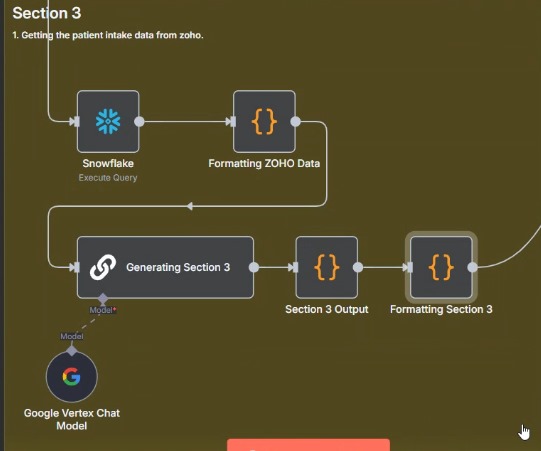 Section 3
1. Getting the patient intake data from zoho.
Snowflake
Execute Query
Formatting ZOHO Data
Generating Section 3
Section 3 Output
Formatting Section 3
Model*
Model
Google Vertex Chat
Model